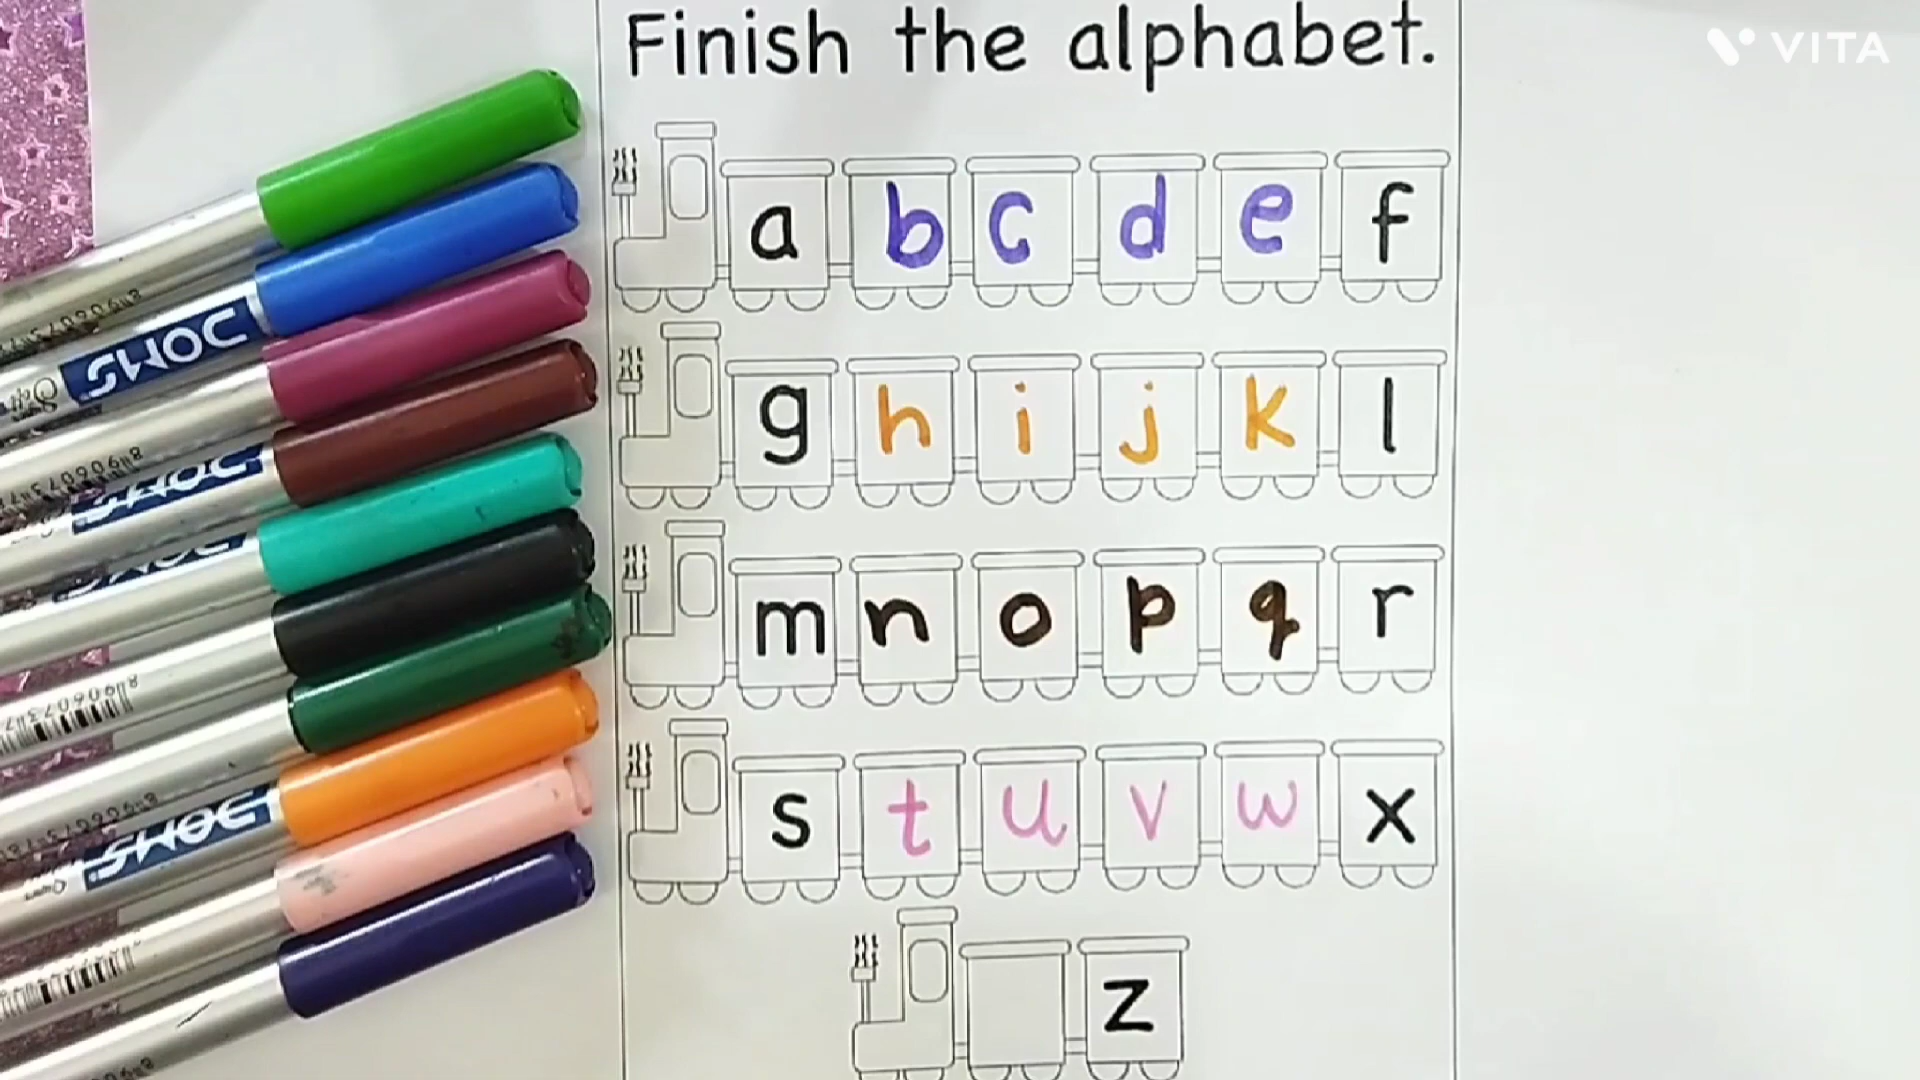 Finish the alphabet.
VITA
a b c d e f
g h i j k l
m n o p q r
s t u v w x
z
DOMS
DOMS
DOMS
DOMS